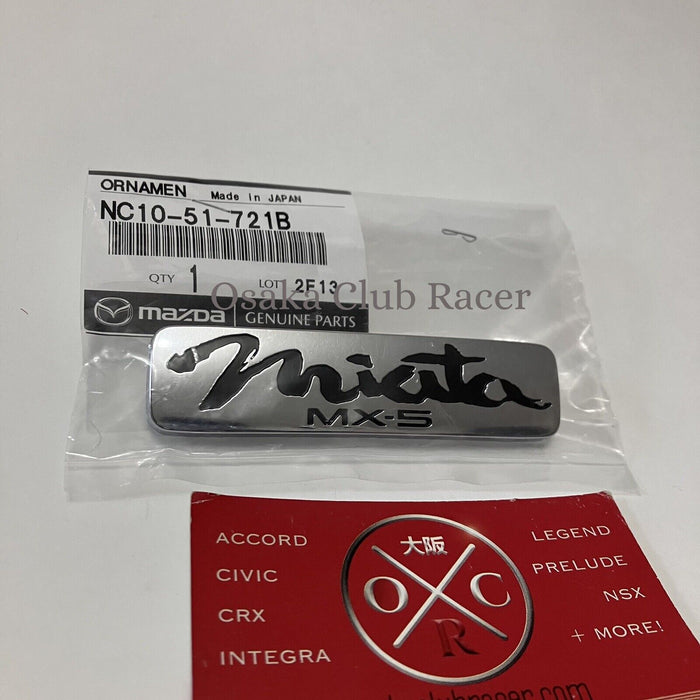 ORNAMEN Made in JAPAN
NC10-51-721B
QTY 1 LOT 2F13
Osaka Club Racer
mazda GENUINE PARTS
Miata
MX-5
ACCORD
CIVIC
CRX
INTEGRA
大阪
O C
R
LEGEND
PRELUDE
NSX
+ MORE!